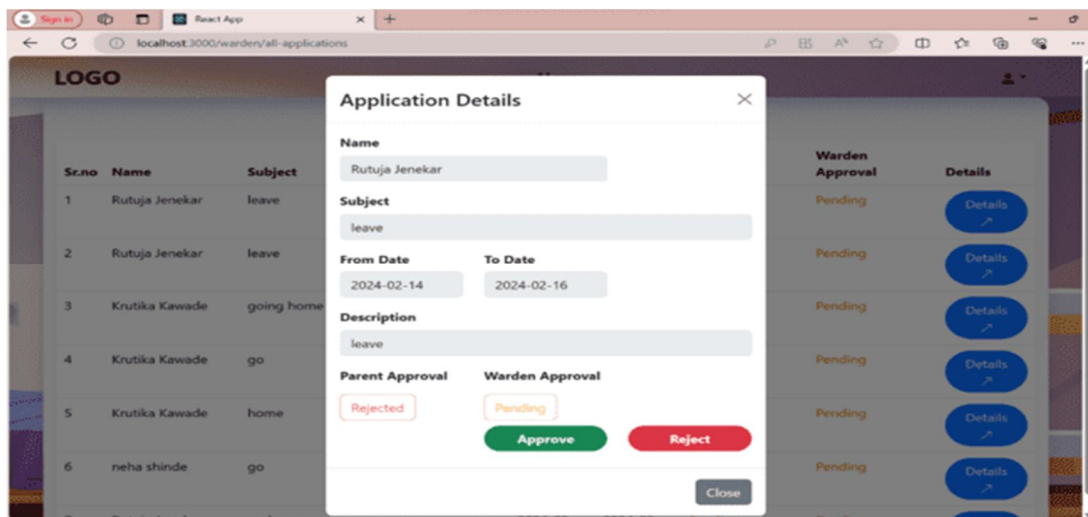 Sign in
React App
localhost:3000/warden/all-applications
LOGO
Application Details
Name
Rutuja Jenekar
Subject
leave
From Date To Date
2024-02-14 2024-02-16
Description
leave
Parent Approval Warden Approval
Rejected Pending
Approve Reject
Close
Sr.no Name Subject Warden Approval Details
1 Rutuja Jenekar leave Pending Details
2 Rutuja Jenekar leave Pending Details
3 Krutika Kawade going home Pending Details
4 Krutika Kawade go Pending Details
5 Krutika Kawade home Pending Details
6 neha shinde go Pending Details